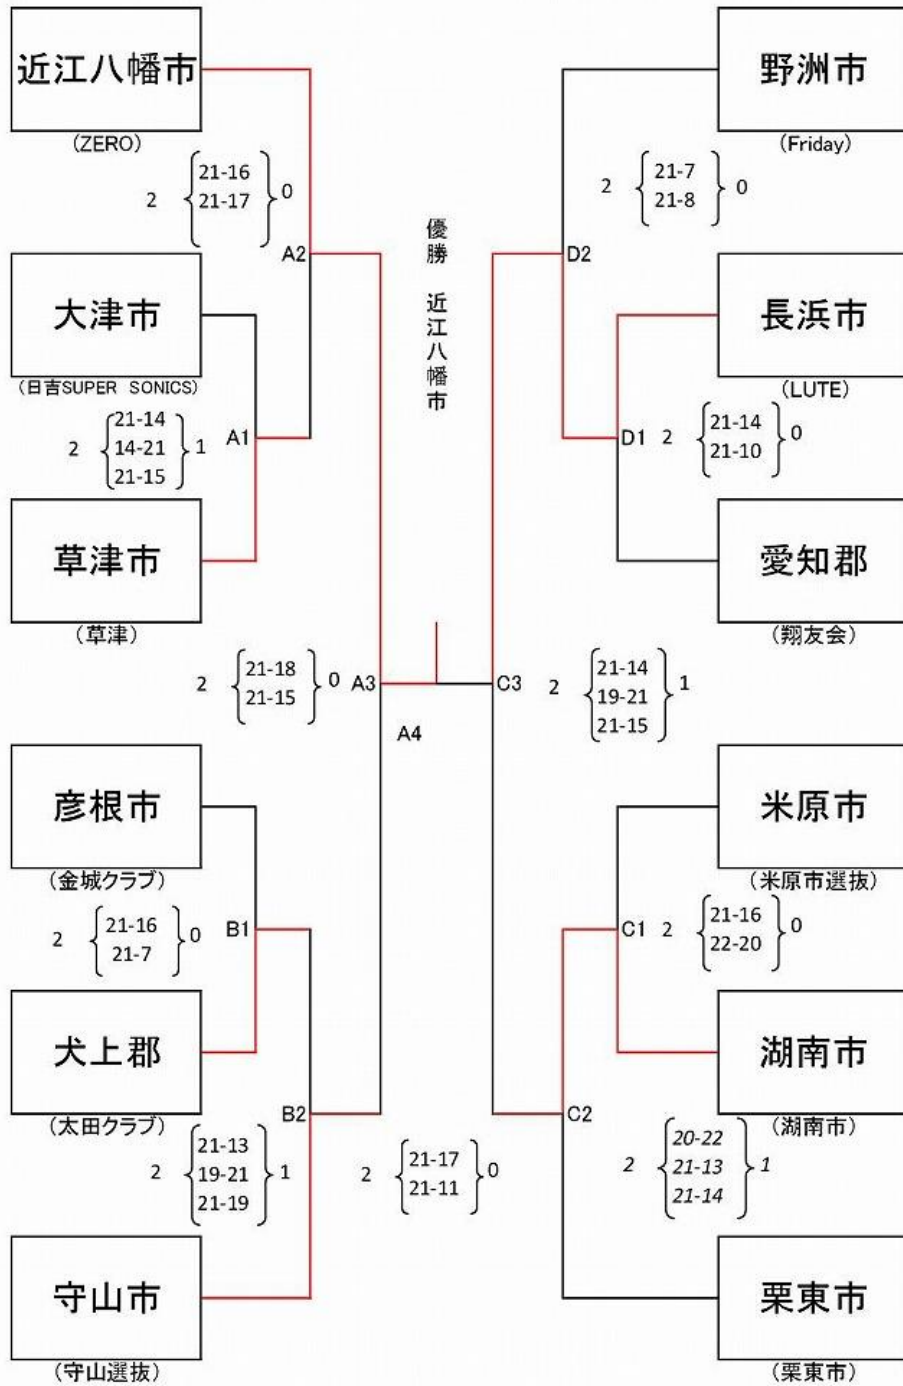 近江八幡市
(ZERO)
2 21-16 0
21-17
A2
大津市
(日吉SUPER SONICS)
2 21-14 1
14-21
21-15
A1
草津市
(草津)
2 21-18 0
21-15
A3
A4
彦根市
(金城クラブ)
2 21-16 0
21-7
B1
犬上郡
(太田クラブ)
2 21-13 1
19-21
21-19
B2
守山市
(守山選抜)
優勝 近江八幡市
2 21-17 0
21-11
野洲市
(Friday)
2 21-7 0
21-8
D2
長浜市
(LUTE)
D1 2 21-14 0
21-10
愛知郡
(翔友会)
C3 2 21-14 1
19-21
21-15
米原市
(米原市選抜)
C1 2 21-16 0
22-20
湖南市
(湖南市)
C2
2 20-22 1
21-13
21-14
栗東市
(栗東市)